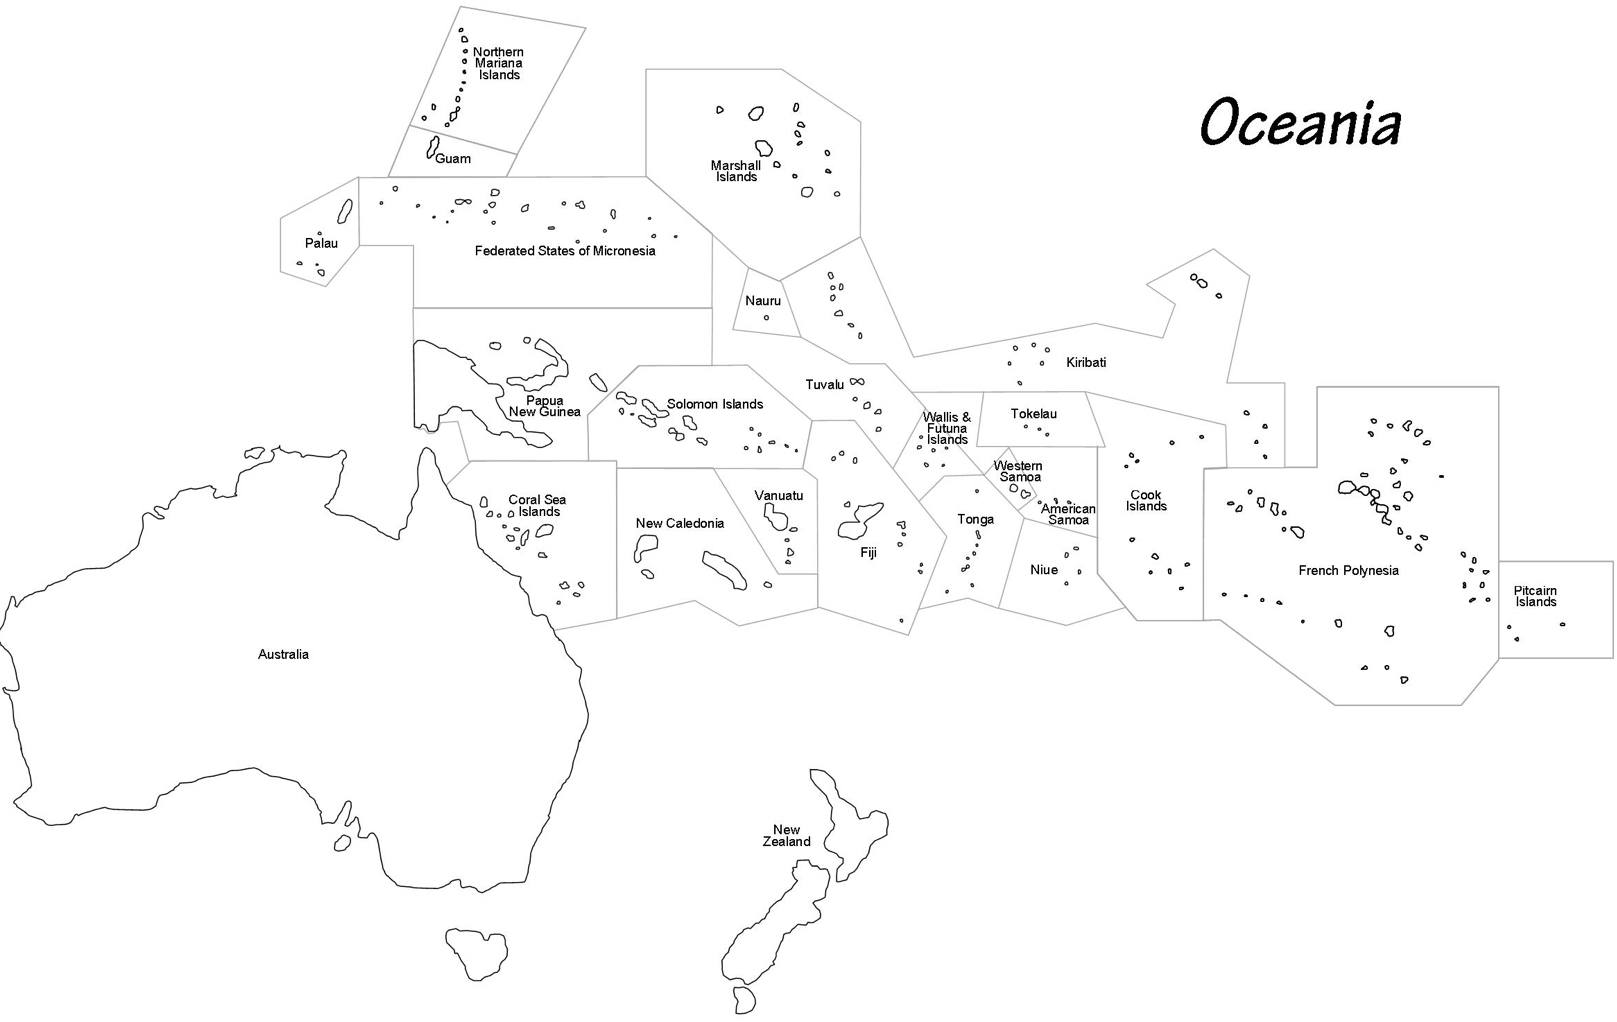 Oceania
Northern
Mariana
Islands
Guam
Marshall
Islands
Palau
Federated States of Micronesia
Nauru
Kiribati
Tuvalu
Papua
New Guinea
Solomon Islands
Wallis &
Futuna
Islands
Tokelau
Western
Samoa
Coral Sea
Islands
Vanuatu
New Caledonia
Fiji
Tonga
American
Samoa
Cook
Islands
Niue
French Polynesia
Pitcairn
Islands
Australia
New
Zealand